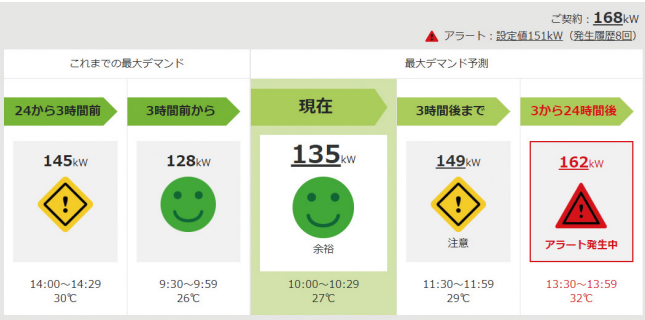 ご契約：168kW
アラート：設定値151kW（発生履歴8回）
これまでの最大デマンド
最大デマンド予測
24から3時間前
3時間前から
現在
3時間後まで
3から24時間後
145kW
128kW
135kW
149kW
162kW
余裕
注意
アラート発生中
14:00～14:29
9:30～9:59
10:00～10:29
11:30～11:59
13:30～13:59
30℃
26℃
27℃
29℃
32℃